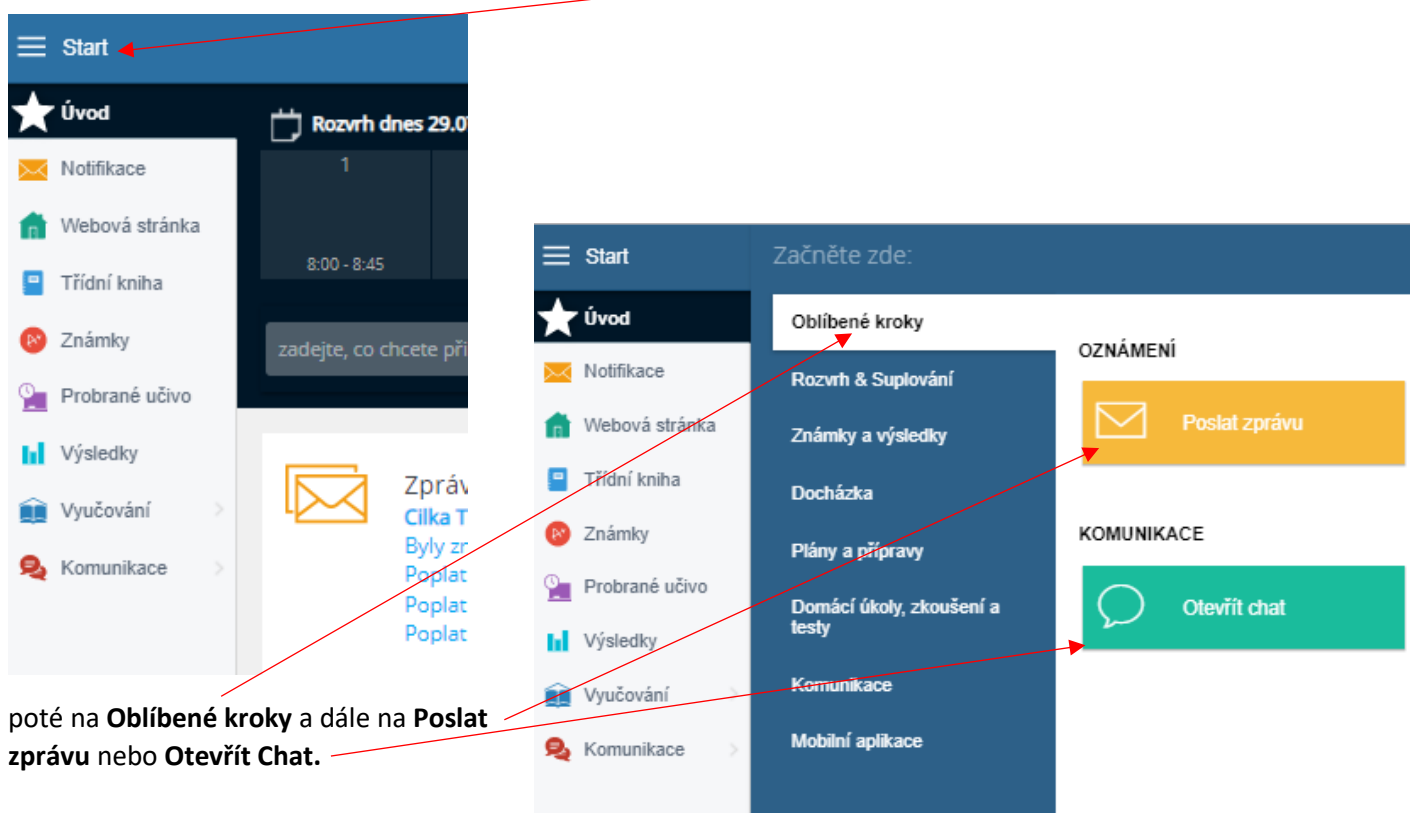 Start
Úvod
Notifikace
Webová stránka
Třídní kniha
Známky
Probrané učivo
Výsledky
Vyučování
Komunikace
Rozvrh dnes 29.0
1
8:00 - 8:45
zadejte, co chcete při
Zpráv
Cilka T
Byly zr
Poplat
Poplat
Poplat
poté na Oblíbené kroky a dále na Poslat
zprávu nebo Otevřít Chat.
Start
Úvod
Notifikace
Webová stránka
Třídní kniha
Známky
Probrané učivo
Výsledky
Vyučování
Komunikace
Začněte zde:
Oblíbené kroky
Rozvrh & Suplování
Známky a výsledky
Docházka
Plány a přípravy
Domácí úkoly, zkoušení a
testy
Komunikace
Mobilní aplikace
OZNÁMENÍ
Poslat zprávu
KOMUNIKACE
Otevřít chat